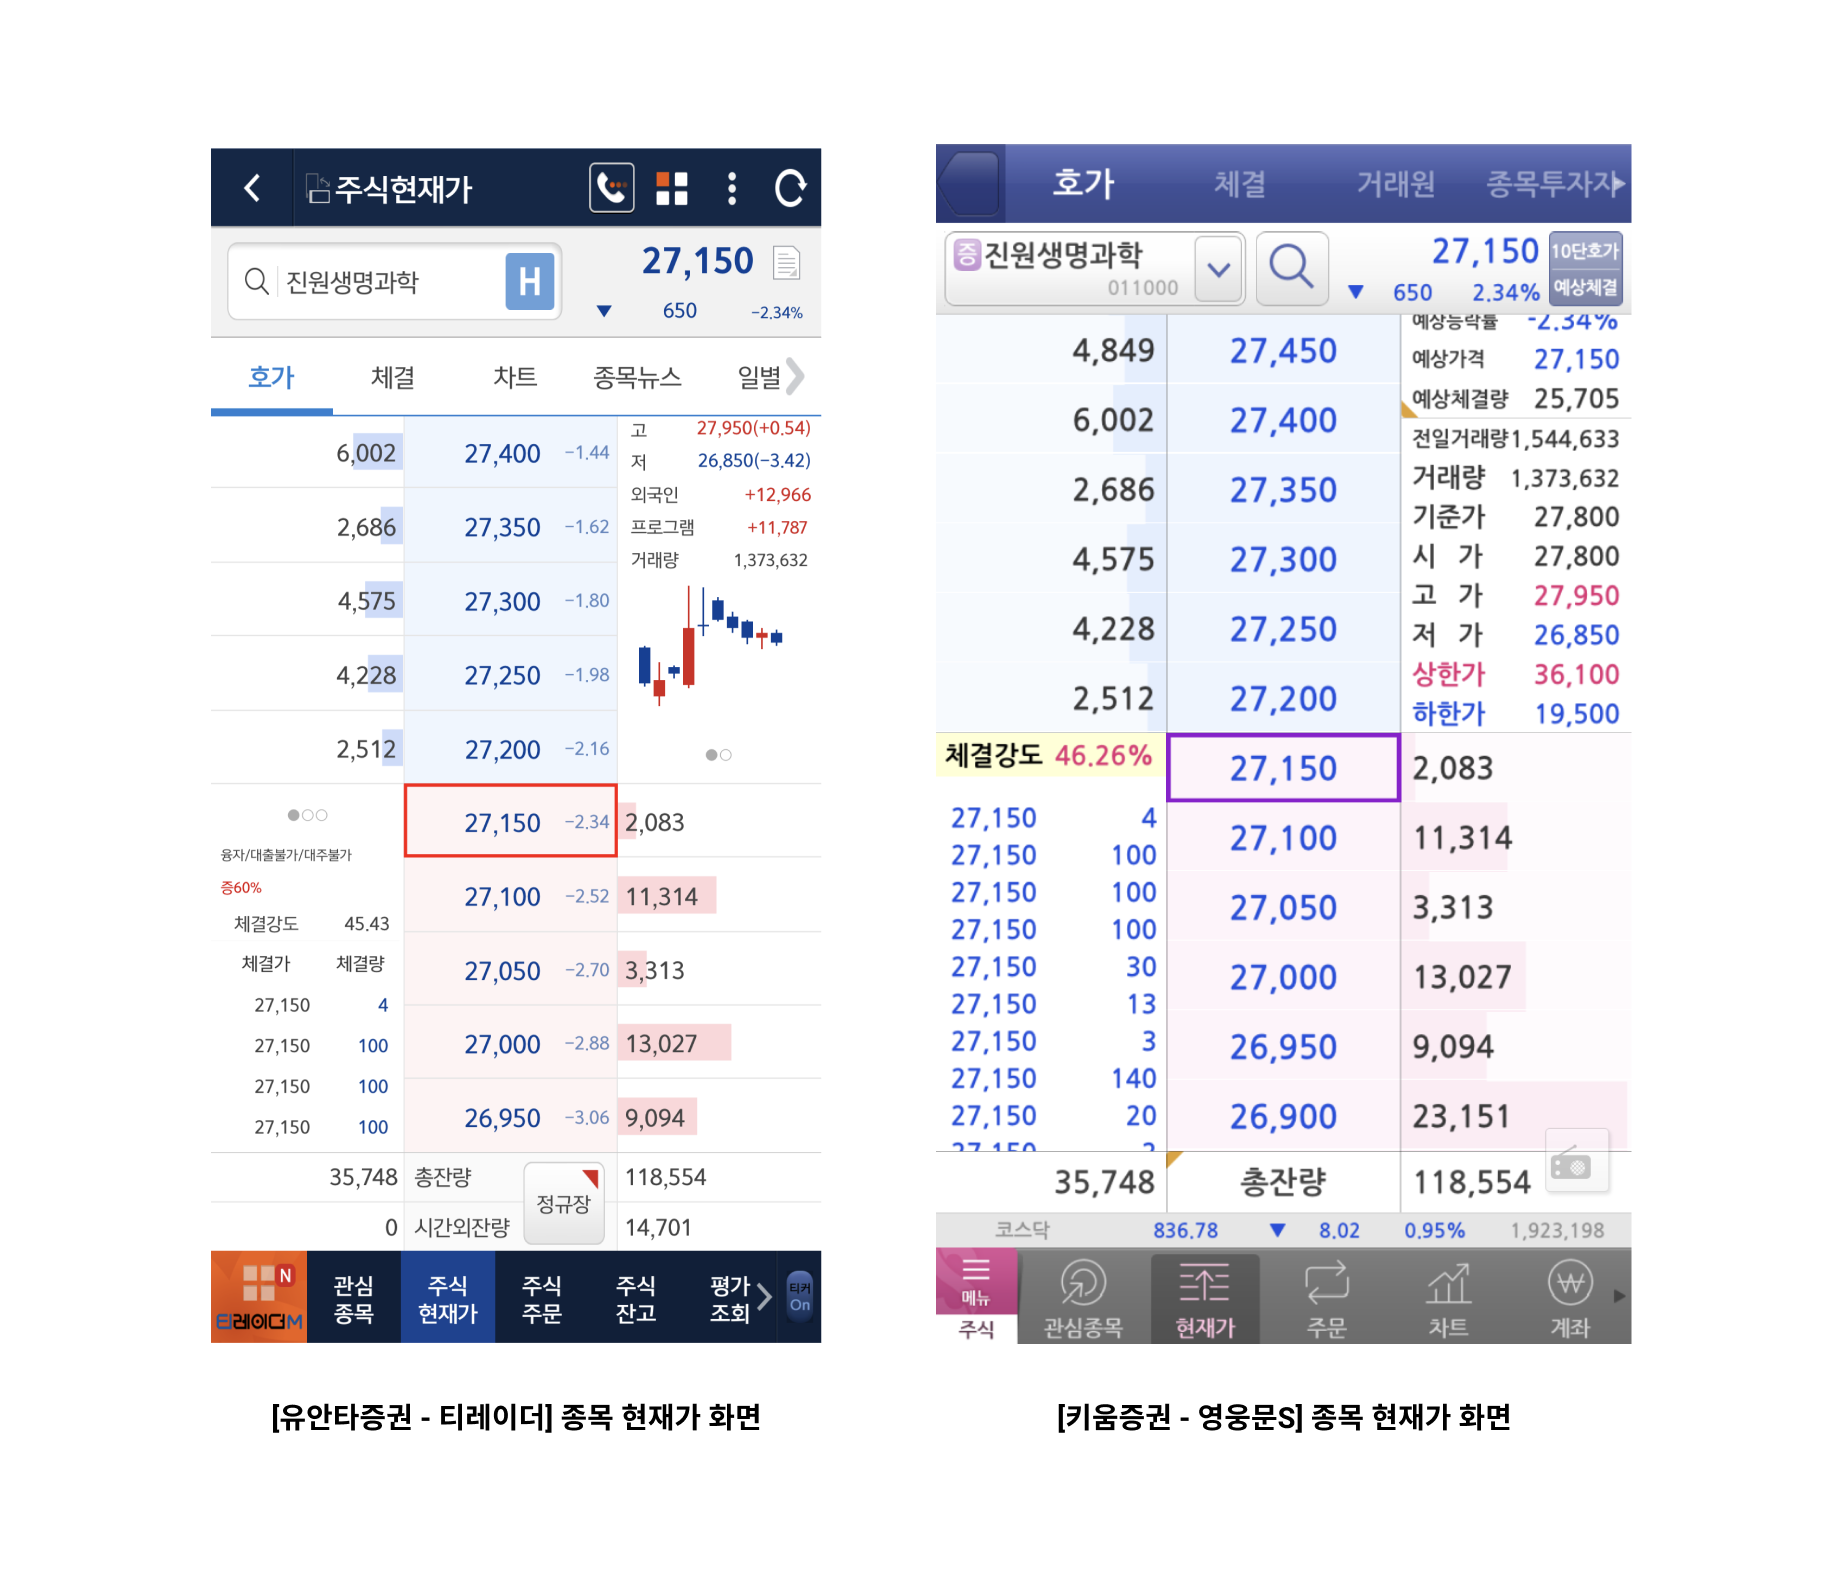 주식현재가
진원생명과학
H
27,150
▼ 650 -2.34%
호가 체결 차트 종목뉴스 일별
6,002 27,400 -1.44
2,686 27,350 -1.62
4,575 27,300 -1.80
4,228 27,250 -1.98
2,512 27,200 -2.16
고 27,950(+0.54)
저 26,850(-3.42)
외국인 +12,966
프로그램 +11,787
거래량 1,373,632
27,150 -2.34 2,083
27,100 -2.52 11,314
27,050 -2.70 3,313
27,000 -2.88 13,027
26,950 -3.06 9,094
융자/대출불가/대주불가
증60%
체결강도 45.43
체결가 체결량
27,150 4
27,150 100
27,150 100
27,150 100
35,748 총잔량 118,554
정규장
0 시간외잔량 14,701
N
티레이더M
관심
종목
주식
현재가
주식
주문
주식
잔고
평가
조회
티커
On
[유안타증권 - 티레이더] 종목 현재가 화면
호가 체결 거래원 종목투자자
증 진원생명과학
011000
27,150
▼ 650 2.34%
10단호가
예상체결
4,849 27,450
6,002 27,400
2,686 27,350
4,575 27,300
4,228 27,250
2,512 27,200
예상등락률 -2.34%
예상가격 27,150
예상체결량 25,705
전일거래량 1,544,633
거래량 1,373,632
기준가 27,800
시 가 27,800
고 가 27,950
저 가 26,850
상한가 36,100
하한가 19,500
체결강도 46.26%
27,150 2,083
27,100 11,314
27,050 3,313
27,000 13,027
26,950 9,094
26,900 23,151
27,150 4
27,150 100
27,150 100
27,150 100
27,150 30
27,150 13
27,150 3
27,150 140
27,150 20
27,150 2
35,748 총잔량 118,554
코스닥 836.78 ▼ 8.02 0.95% 1,923,198
메뉴
주식 관심종목 현재가 주문 차트 계좌
[키움증권 - 영웅문S] 종목 현재가 화면